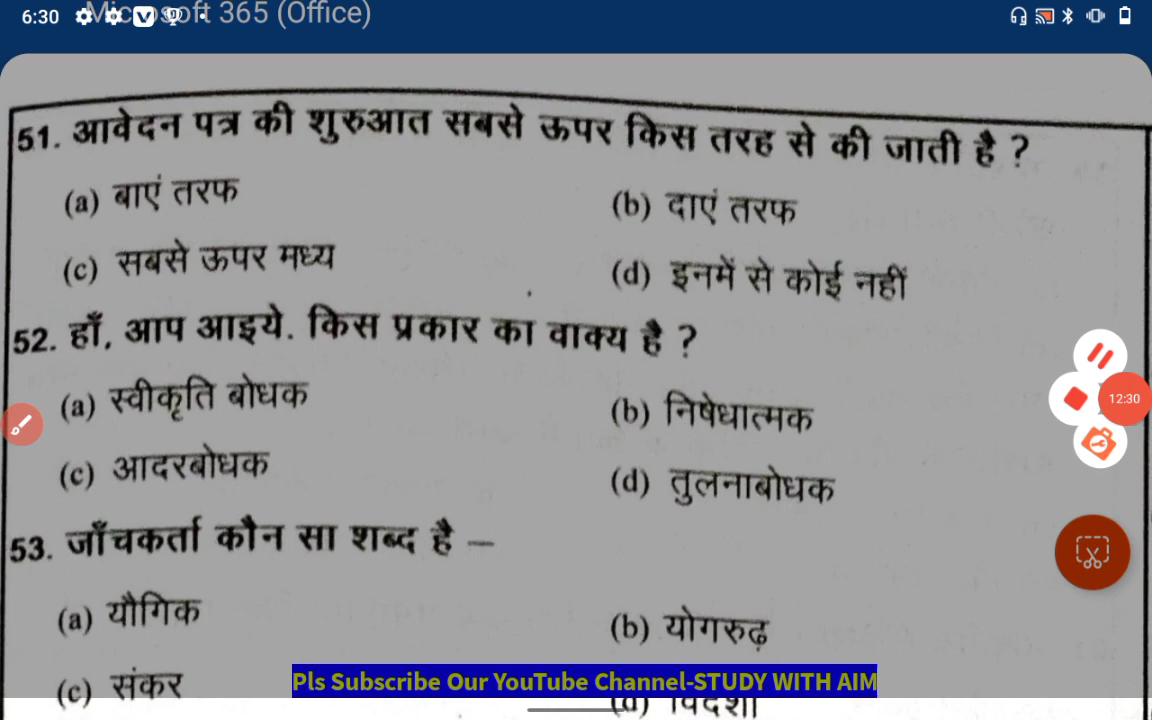 6:30
Microsoft 365 (Office)
51. आवेदन पत्र की शुरुआत सबसे ऊपर किस तरह से की जाती है ?
(a) बाएं तरफ
(b) दाएं तरफ
(c) सबसे ऊपर मध्य
(d) इनमें से कोई नहीं
52. हाँ, आप आइये. किस प्रकार का वाक्य है ?
(a) स्वीकृति बोधक
(b) निषेधात्मक
12:30
(c) आदरबोधक
(d) तुलनाबोधक
53. जाँचकर्ता कौन सा शब्द है –
(a) यौगिक
(b) योगरुढ़
(c) संकर
(d) विदेशी
Pls Subscribe Our YouTube Channel-STUDY WITH AIM